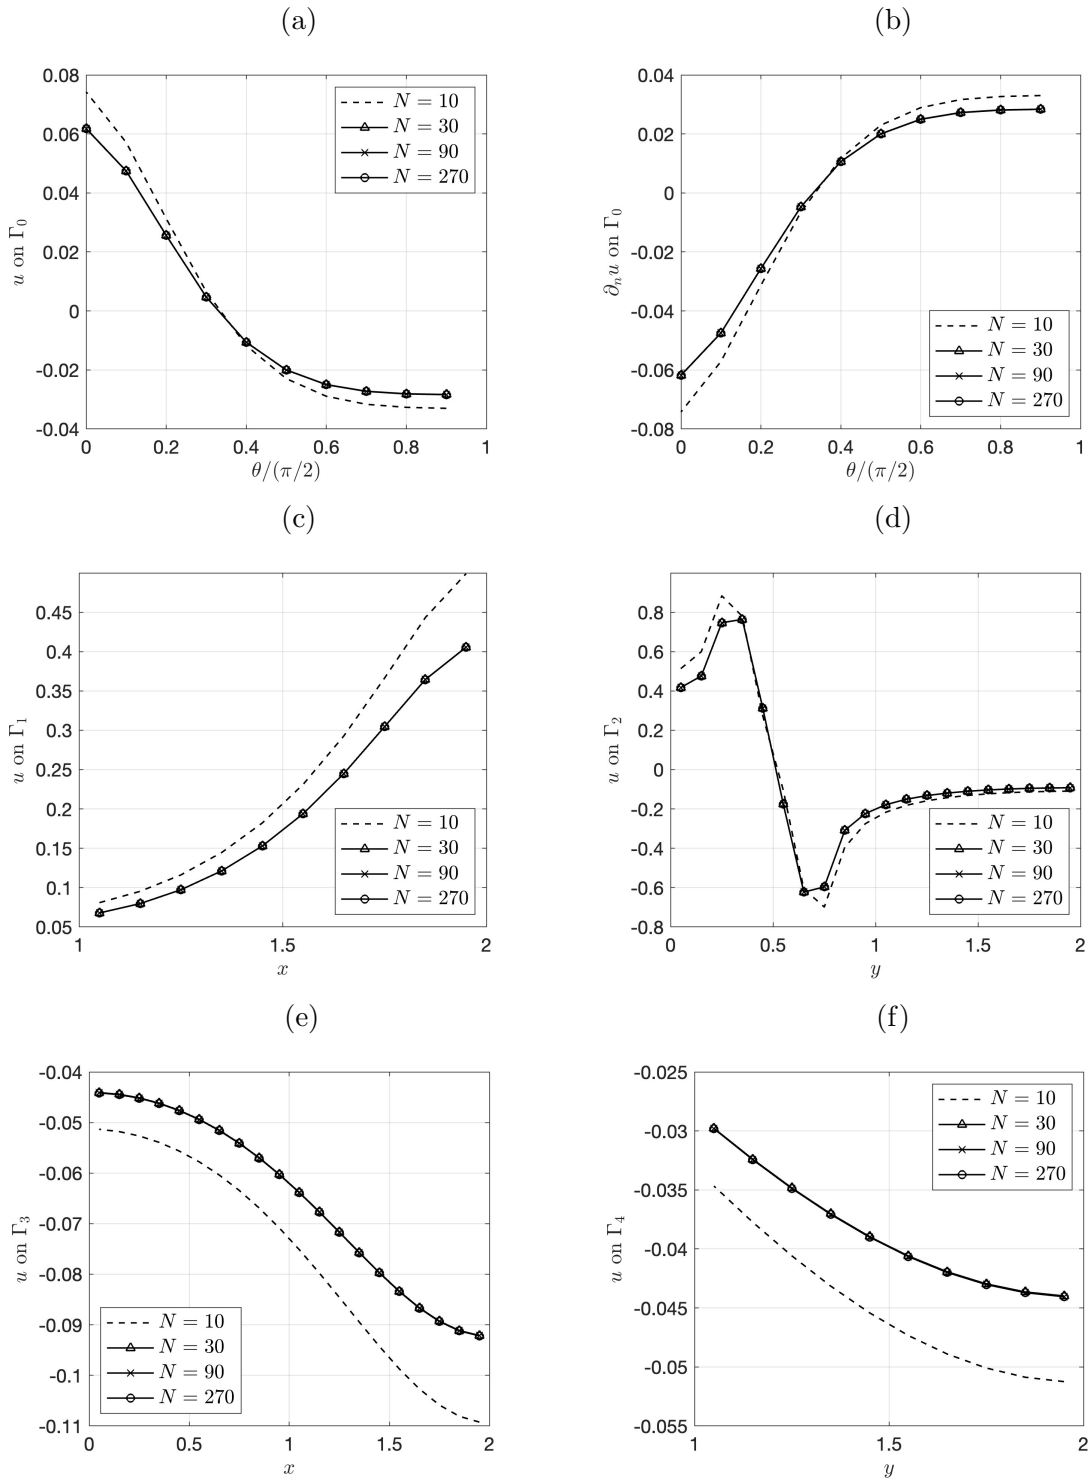 (a)
0.08
0.06
0.04
0.02
0
-0.02
-0.04
u on Γ₀
N = 10
N = 30
N = 90
N = 270
0 0.2 0.4 0.6 0.8 1
θ/(π/2)
(b)
0.04
0.02
0
-0.02
-0.04
-0.06
-0.08
∂ₙu on Γ₀
N = 10
N = 30
N = 90
N = 270
0 0.2 0.4 0.6 0.8 1
θ/(π/2)
(c)
0.45
0.4
0.35
0.3
0.25
0.2
0.15
0.1
0.05
u on Γ₁
N = 10
N = 30
N = 90
N = 270
1 1.5 2
x
(d)
0.8
0.6
0.4
0.2
0
-0.2
-0.4
-0.6
-0.8
u on Γ₂
N = 10
N = 30
N = 90
N = 270
0 0.5 1 1.5 2
y
(e)
-0.04
-0.05
-0.06
-0.07
-0.08
-0.09
-0.1
-0.11
u on Γ₃
N = 10
N = 30
N = 90
N = 270
0 0.5 1 1.5 2
x
(f)
-0.025
-0.03
-0.035
-0.04
-0.045
-0.05
-0.055
u on Γ₄
N = 10
N = 30
N = 90
N = 270
1 1.5 2
y